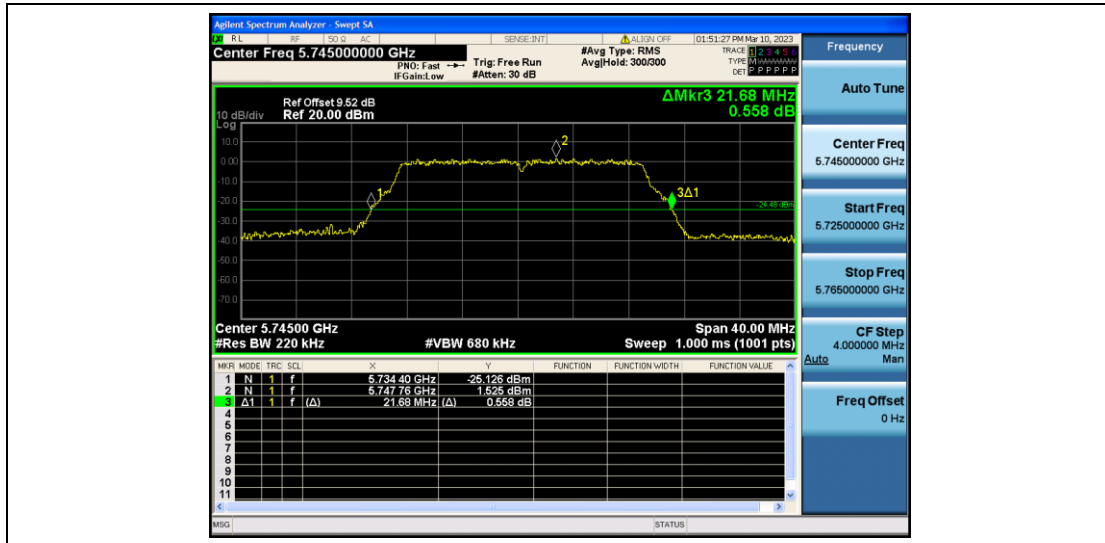 Agilent Spectrum Analyzer - Swept SA
RL RF 50 Ω AC SENSE:INT ALIGN OFF 01:51:27 PM Mar 10, 2023
Center Freq 5.745000000 GHz
PNO: Fast
IFGain:Low
Trig: Free Run
#Atten: 30 dB
#Avg Type: RMS
Avg|Hold: 300/300
TRACE 1 2 3 4 5 6
TYPE M
DET P P P P P P
ΔMkr3 21.68 MHz
0.558 dB
Ref Offset 9.52 dB
10 dB/div Ref 20.00 dBm
Log
10.0
0.00
-10.0
-20.0
-30.0
-40.0
-50.0
-60.0
-70.0
1
2
3Δ1
-24.48 dBm
Center 5.74500 GHz Span 40.00 MHz
#Res BW 220 kHz #VBW 680 kHz Sweep 1.000 ms (1001 pts)
MKR MODE TRC SCL X Y FUNCTION FUNCTION WIDTH FUNCTION VALUE
1 N 1 f 5.734 40 GHz -25.126 dBm
2 N 1 f 5.747 76 GHz 1.525 dBm
3 Δ1 1 f (Δ) 21.68 MHz (Δ) 0.558 dB
4
5
6
7
8
9
10
11
MSG STATUS
Frequency
Auto Tune
Center Freq
5.745000000 GHz
Start Freq
5.725000000 GHz
Stop Freq
5.765000000 GHz
CF Step
4.000000 MHz
Auto Man
Freq Offset
0 Hz